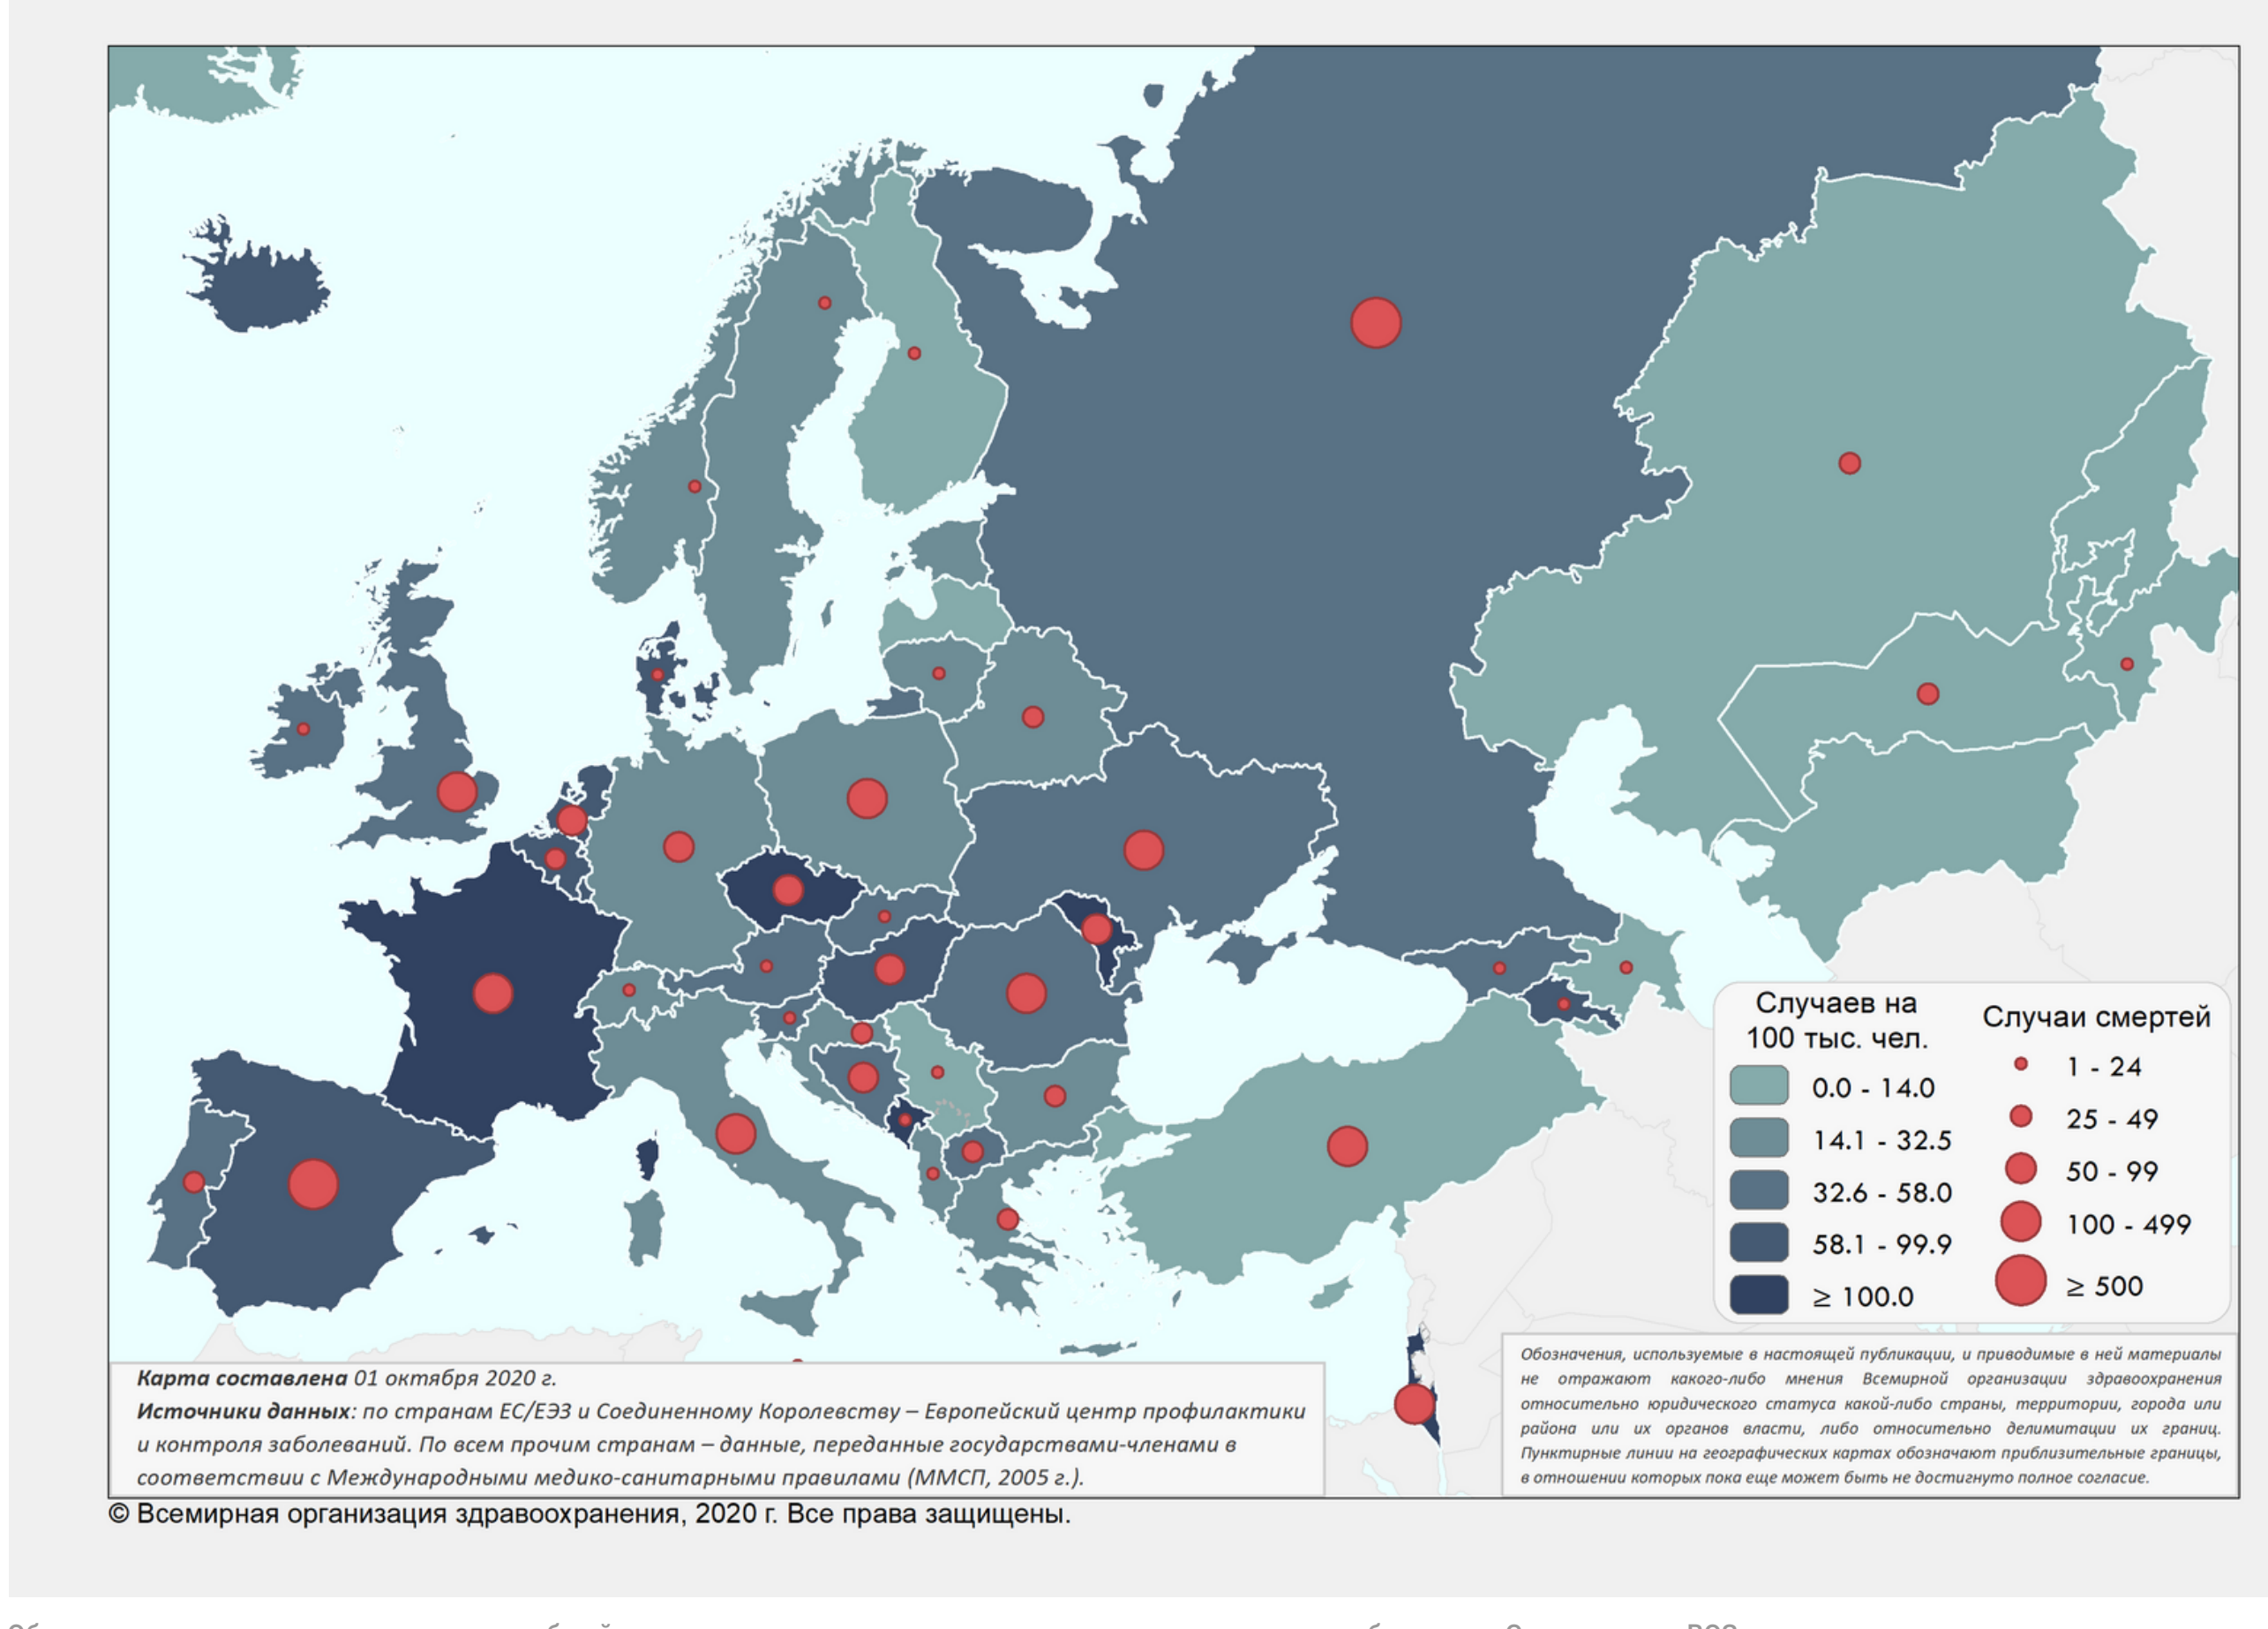 Случаев на
100 тыс. чел.
0.0 - 14.0
14.1 - 32.5
32.6 - 58.0
58.1 - 99.9
≥ 100.0
Случаи смертей
1 - 24
25 - 49
50 - 99
100 - 499
≥ 500
Карта составлена 01 октября 2020 г.
Источники данных: по странам ЕС/ЕЭЗ и Соединенному Королевству – Европейский центр профилактики
и контроля заболеваний. По всем прочим странам – данные, переданные государствами-членами в
соответствии с Международными медико-санитарными правилами (ММСП, 2005 г.).
Обозначения, используемые в настоящей публикации, и приводимые в ней материалы
не отражают какого-либо мнения Всемирной организации здравоохранения
относительно юридического статуса какой-либо страны, территории, города или
района или их органов власти, либо относительно делимитации их границ.
Пунктирные линии на географических картах обозначают приблизительные границы,
в отношении которых пока еще может быть не достигнуто полное согласие.
© Всемирная организация здравоохранения, 2020 г. Все права защищены.